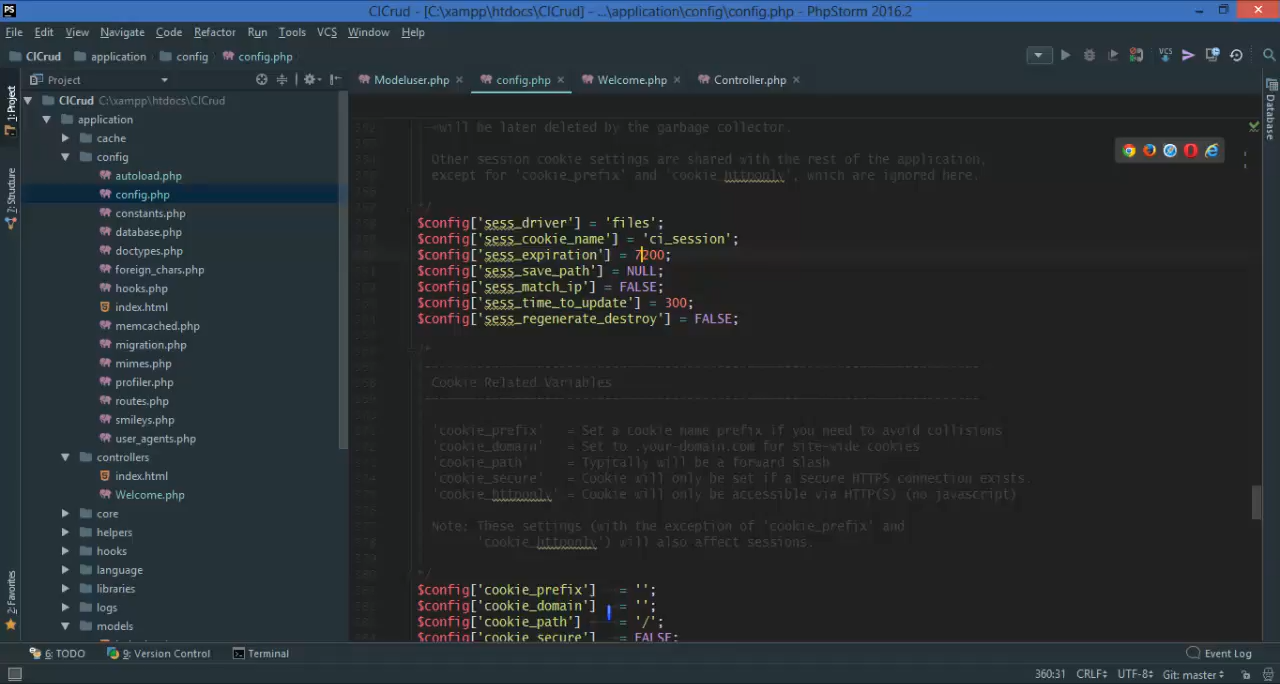 CICrud - [C:\xampp\htdocs\CICrud] - ...\application\config\config.php - PhpStorm 2016.2
File Edit View Navigate Code Refactor Run Tools VCS Window Help
CICrud application config config.php
Project Modeluser.php × config.php × Welcome.php × Controller.php ×
1: Project
7: Structure
2: Favorites
CICrud C:\xampp\htdocs\CICrud
application
cache
config
autoload.php
config.php
constants.php
database.php
doctypes.php
foreign_chars.php
hooks.php
index.html
memcached.php
migration.php
mimes.php
profiler.php
routes.php
smileys.php
user_agents.php
controllers
index.html
Welcome.php
core
helpers
hooks
language
libraries
logs
models
will be later deleted by the garbage collector.
Other session cookie settings are shared with the rest of the application,
except for 'cookie_prefix' and 'cookie_httponly', which are ignored here.
*/
$config['sess_driver'] = 'files';
$config['sess_cookie_name'] = 'ci_session';
$config['sess_expiration'] = 7200;
$config['sess_save_path'] = NULL;
$config['sess_match_ip'] = FALSE;
$config['sess_time_to_update'] = 300;
$config['sess_regenerate_destroy'] = FALSE;
/*
Cookie Related Variables
'cookie_prefix' = Set a cookie name prefix if you need to avoid collisions
'cookie_domain' = Set to .your-domain.com for site-wide cookies
'cookie_path' = Typically will be a forward slash
'cookie_secure' = Cookie will only be set if a secure HTTPS connection exists.
'cookie_httponly' = Cookie will only be accessible via HTTP(S) (no javascript)
Note: These settings (with the exception of 'cookie_prefix' and
'cookie_httponly') will also affect sessions.
*/
$config['cookie_prefix'] = '';
$config['cookie_domain'] = '';
$config['cookie_path'] = '/';
$config['cookie_secure'] = FALSE;
Database
6: TODO 9: Version Control Terminal Event Log
360:31 CRLF UTF-8 Git: master